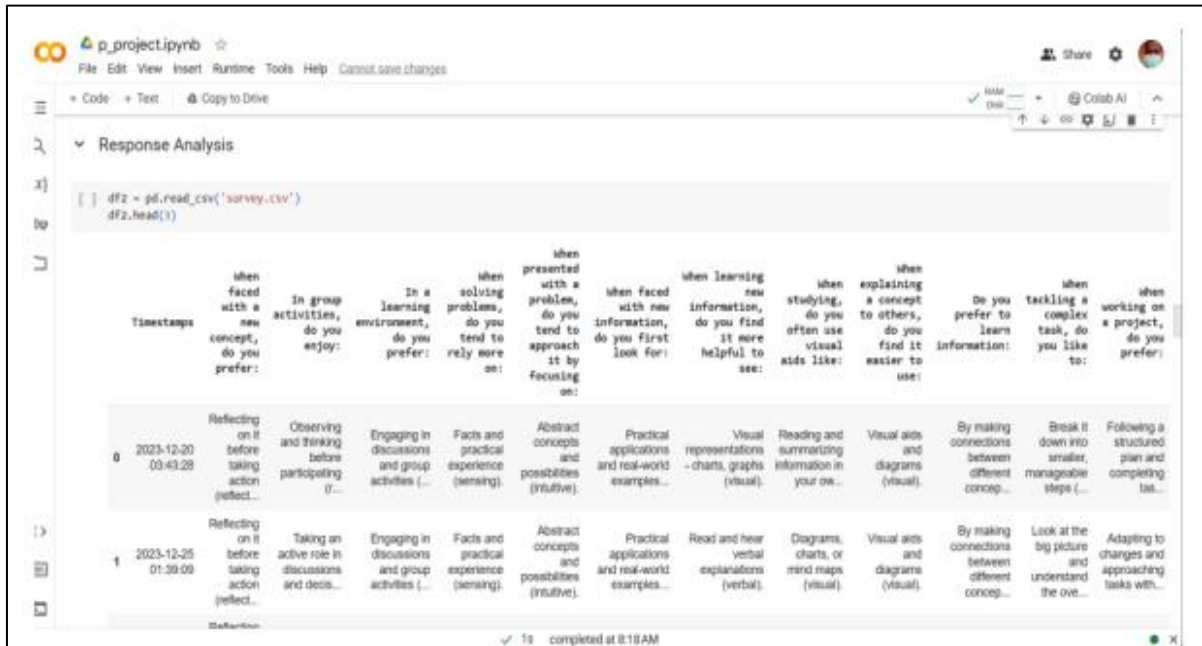 p_project.ipynb
Share
File Edit View Insert Runtime Tools Help Cannot save changes
+ Code + Text Copy to Drive
RAM
Disk
Colab AI
Response Analysis
[ ] df2 = pd.read_csv('survey.csv')
df2.head(3)
Timestamps
When
faced
with a
new
concept,
do you
prefer:
In group
activities,
do you
enjoy:
In a
learning
environment,
do you
prefer:
When
solving
problems,
do you
tend to
rely more
on:
When
presented
with a
problem,
do you
tend to
approach
it by
focusing
on:
When faced
with new
information,
do you first
look for:
When learning
new
information,
do you find
it more
helpful to
see:
When
studying,
do you
often use
visual
aids like:
When
explaining
a concept
to others,
do you
find it
easier to
use:
Do you
prefer to
learn
information:
When
tackling a
complex
task, do
you like
to:
When
working on
a project,
do you
prefer:
0
2023-12-20
03:43:28
Reflecting
on it
before
taking
action
(reflect...
Observing
and thinking
before
participating
(r...
Engaging in
discussions
and group
activities (...
Facts and
practical
experience
(sensing).
Abstract
concepts
and
possibilities
(intuitive).
Practical
applications
and real-world
examples...
Visual
representations
- charts, graphs
(visual).
Reading and
summarizing
information in
your ow...
Visual aids
and
diagrams
(visual).
By making
connections
between
different
concep...
Break it
down into
smaller,
manageable
steps (...
Following a
structured
plan and
completing
tas...
1
2023-12-25
01:39:09
Reflecting
on it
before
taking
action
(reflect...
Taking an
active role in
discussions
and decis...
Engaging in
discussions
and group
activities (...
Facts and
practical
experience
(sensing).
Abstract
concepts
and
possibilities
(intuitive).
Practical
applications
and real-world
examples...
Read and hear
verbal
explanations
(verbal).
Diagrams,
charts, or
mind maps
(visual).
Visual aids
and
diagrams
(visual).
By making
connections
between
different
concep...
Look at the
big picture
and
understand
the ove...
Adapting to
changes and
approaching
tasks with...
Reflecting
1s completed at 8:18 AM